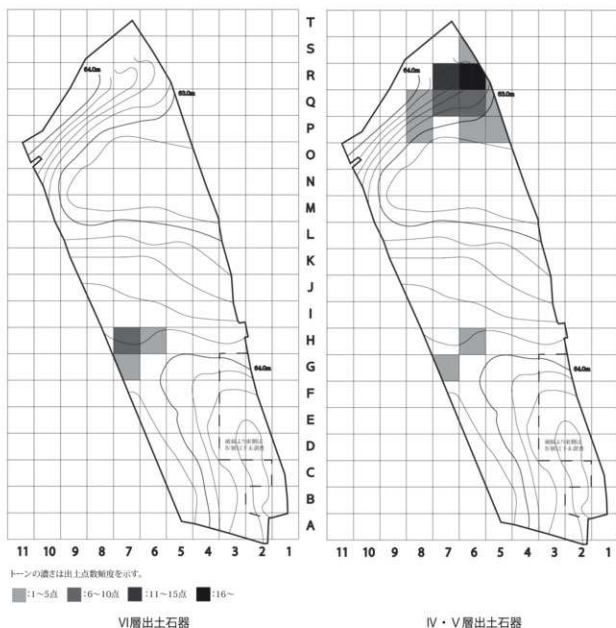 T
S
R
Q
P
O
N
M
L
K
J
I
H
G
F
E
D
C
B
A
64.0m
63.0m
11 10 9 8 7 6 5 4 3 2 1
64.0m
63.0m
64.0m
64.0m
11 10 9 8 7 6 5 4 3 2 1
トーンの濃さは出土点数頻度を示す。
:1〜5点 :6〜10点 :11〜15点 :16〜
VI層出土石器
IV・V層出土石器